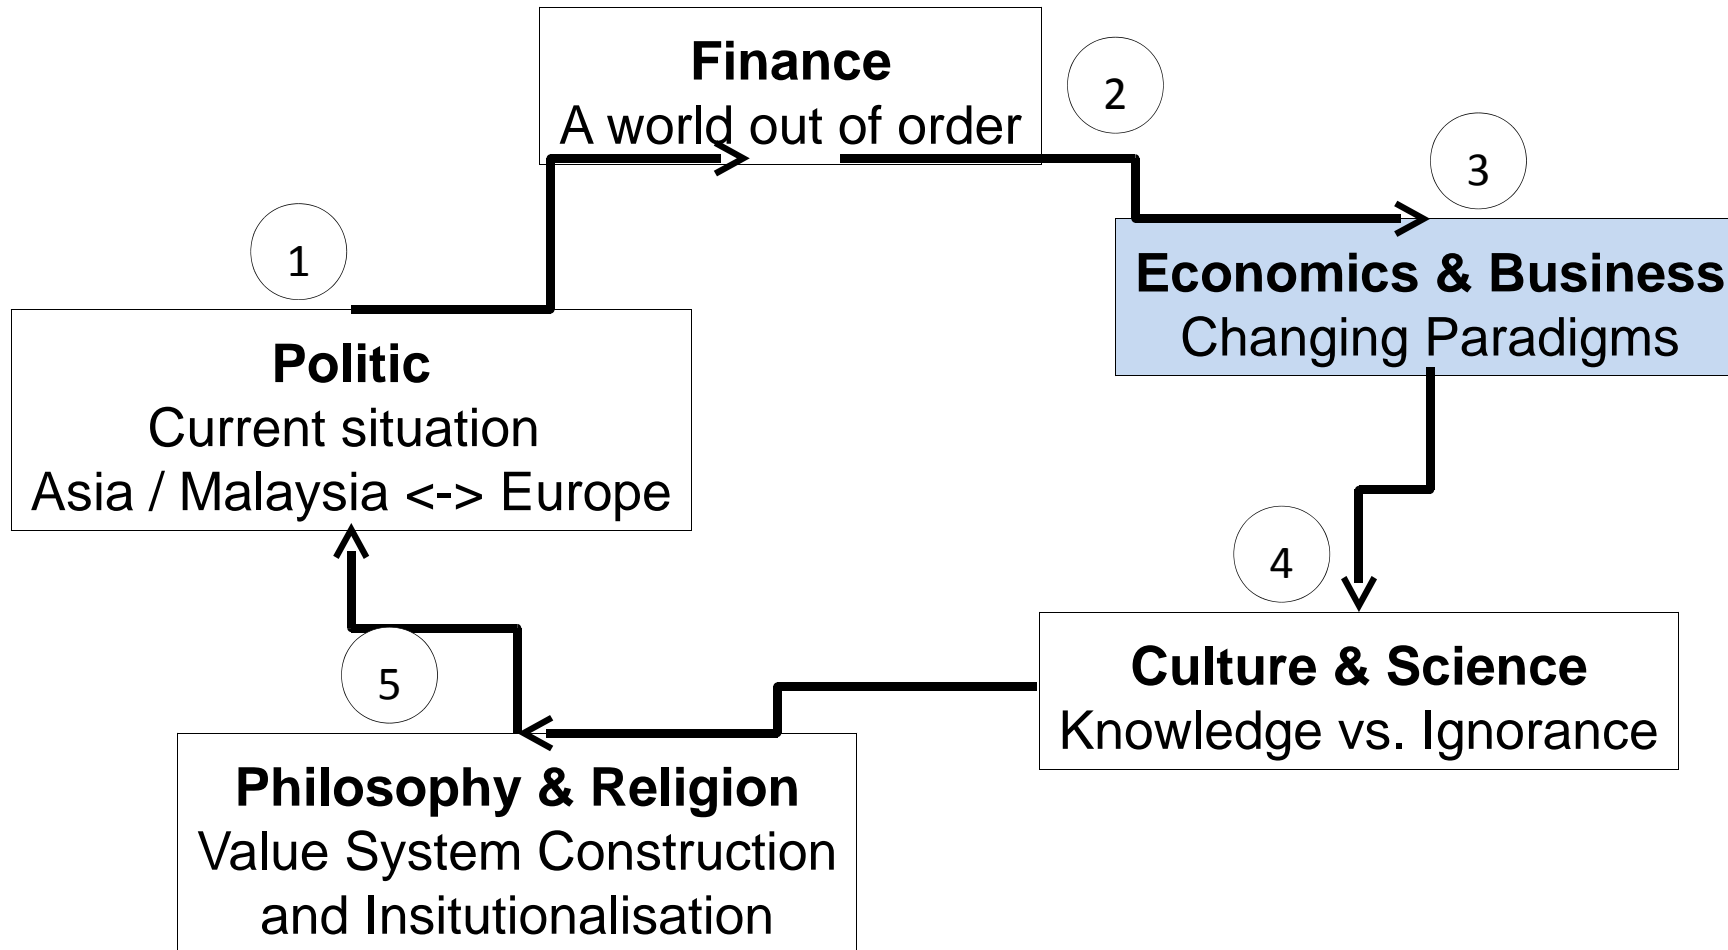 Finance
A world out of order
2
3
1
Economics & Business
Changing Paradigms
Politic
Current situation
Asia / Malaysia <-> Europe
4
Culture & Science
Knowledge vs. Ignorance
5
Philosophy & Religion
Value System Construction
and Insitutionalisation